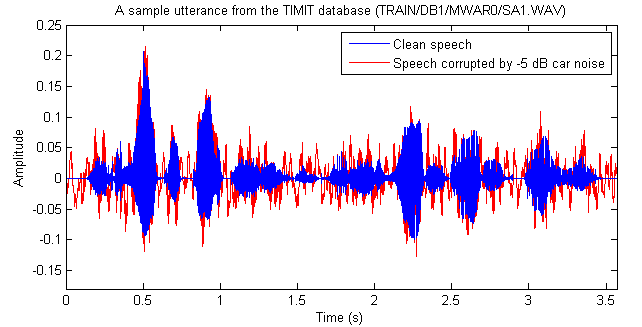 A sample utterance from the TIMIT database (TRAIN/DB1/MWAR0/SA1.WAV)
0.25
Clean speech
Speech corrupted by -5 dB car noise
0.2
0.15
0.1
0.05
0
-0.05
-0.1
-0.15
Amplitude
0 0.5 1 1.5 2 2.5 3 3.5
Time (s)